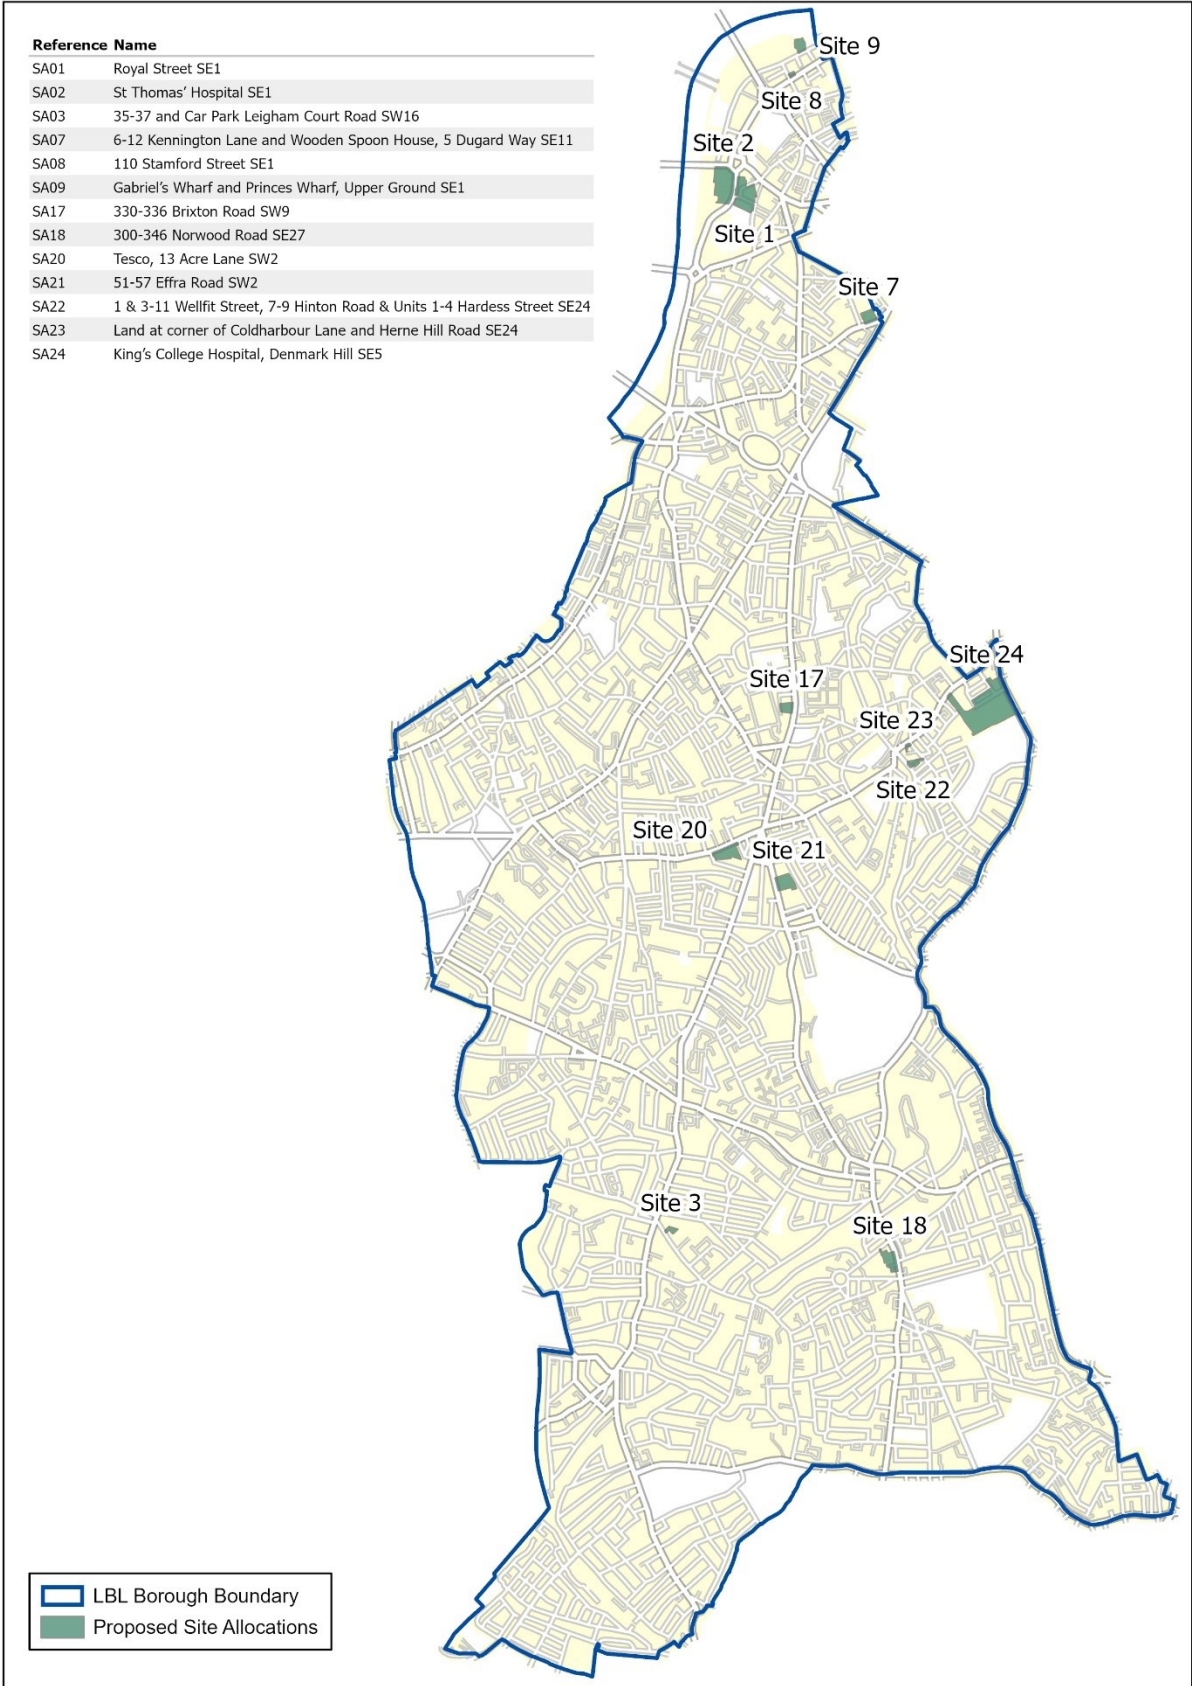 Reference Name
SA01 Royal Street SE1
SA02 St Thomas’ Hospital SE1
SA03 35-37 and Car Park Leigham Court Road SW16
SA07 6-12 Kennington Lane and Wooden Spoon House, 5 Dugard Way SE11
SA08 110 Stamford Street SE1
SA09 Gabriel’s Wharf and Princes Wharf, Upper Ground SE1
SA17 330-336 Brixton Road SW9
SA18 300-346 Norwood Road SE27
SA20 Tesco, 13 Acre Lane SW2
SA21 51-57 Effra Road SW2
SA22 1 & 3-11 Wellfit Street, 7-9 Hinton Road & Units 1-4 Hardess Street SE24
SA23 Land at corner of Coldharbour Lane and Herne Hill Road SE24
SA24 King’s College Hospital, Denmark Hill SE5
Site 9
Site 8
Site 2
Site 1
Site 7
Site 24
Site 17
Site 23
Site 22
Site 20
Site 21
Site 3
Site 18
LBL Borough Boundary
Proposed Site Allocations